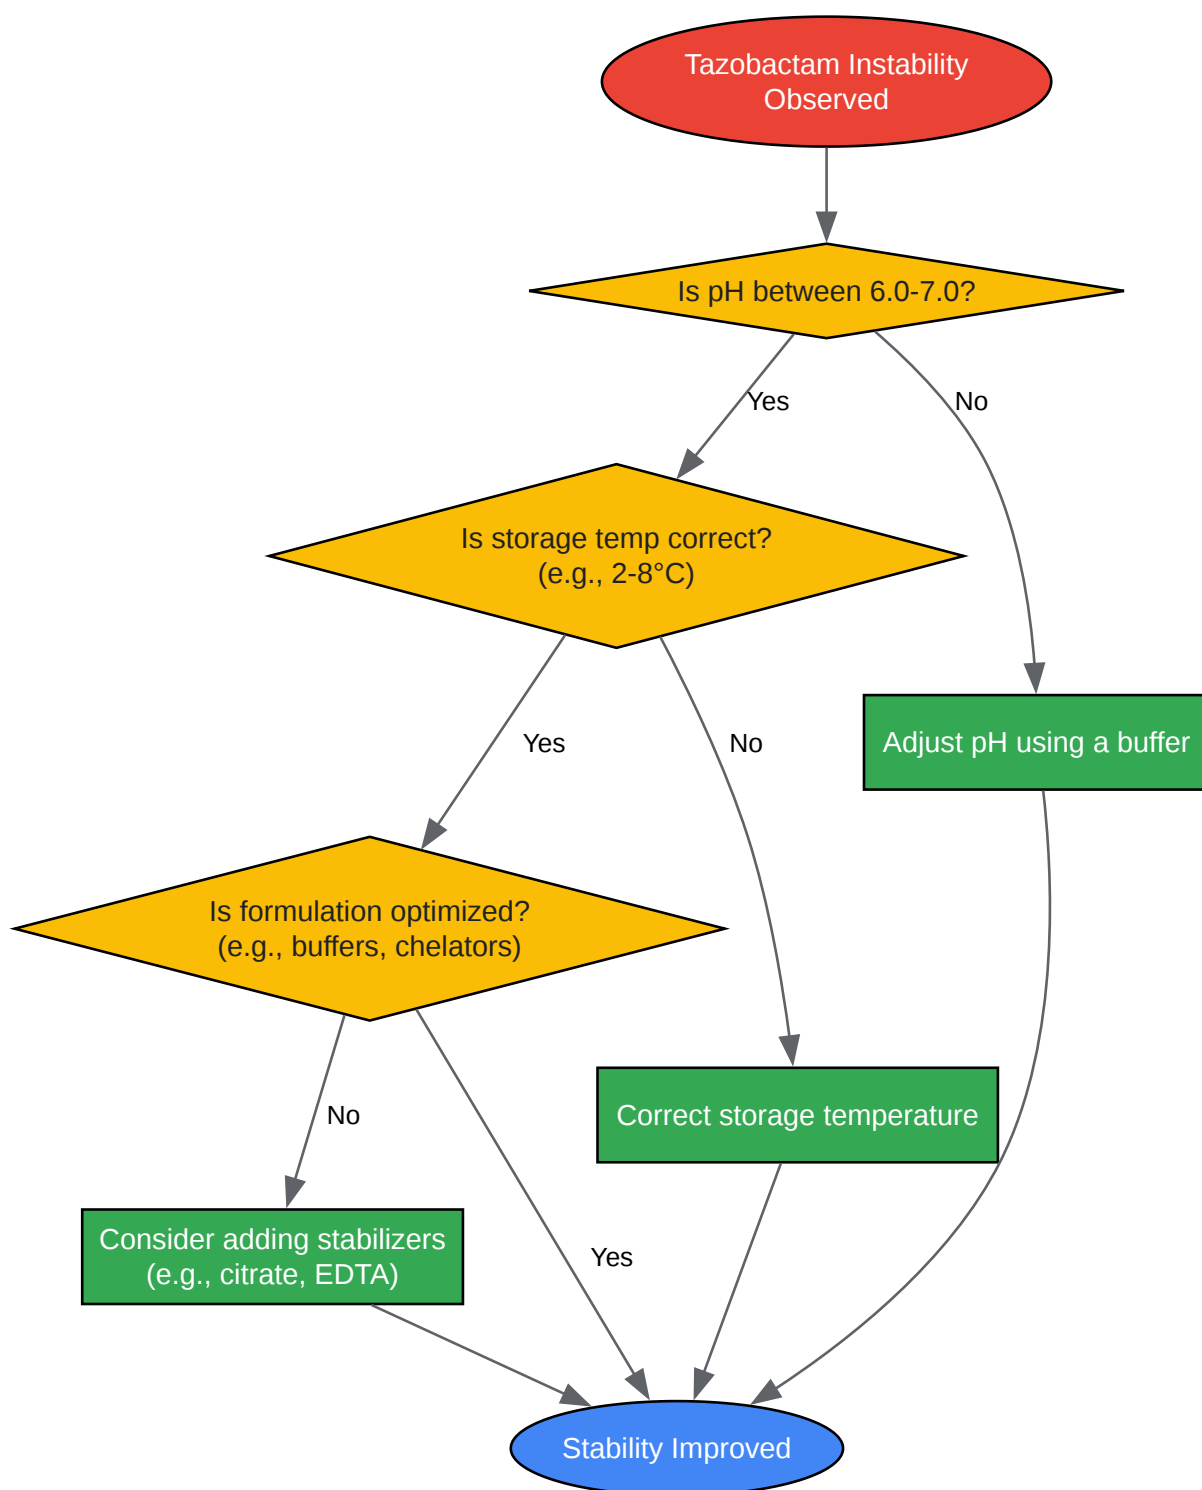 Tazobactam Instability
Observed
Is pH between 6.0-7.0?
Yes
No
Is storage temp correct?
(e.g., 2-8°C)
Yes
No
Adjust pH using a buffer
Is formulation optimized?
(e.g., buffers, chelators)
No
Yes
Correct storage temperature
Consider adding stabilizers
(e.g., citrate, EDTA)
Stability Improved